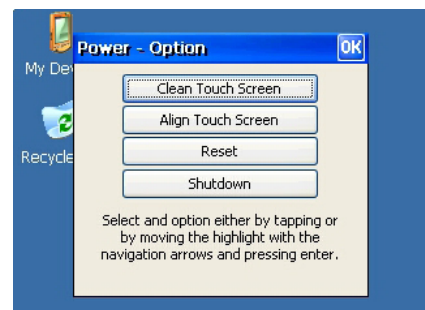 Power - Option
OK
My Dev
Clean Touch Screen
Align Touch Screen
Recycle
Reset
Shutdown
Select and option either by tapping or
by moving the highlight with the
navigation arrows and pressing enter.